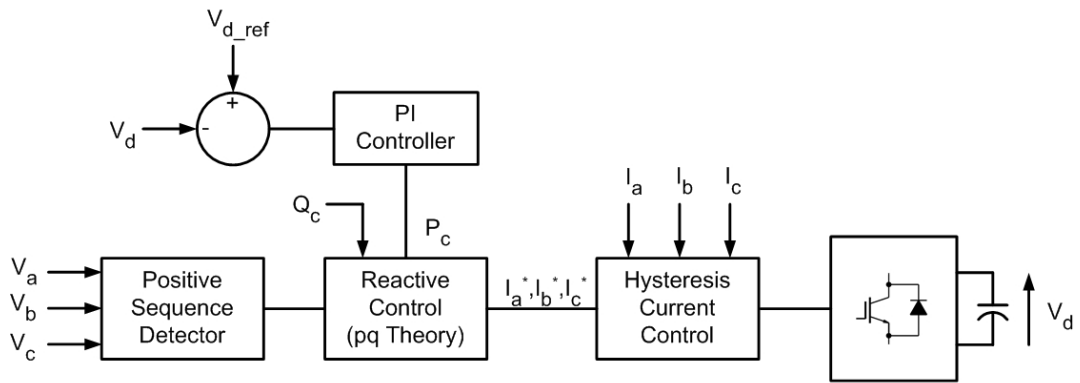 V_d_ref
+
V_d
-
PI
Controller
Q_c
P_c
I_a
I_b
I_c
V_a
V_b
V_c
Positive
Sequence
Detector
Reactive
Control
(pq Theory)
I_a*,I_b*,I_c*
Hysteresis
Current
Control
V_d